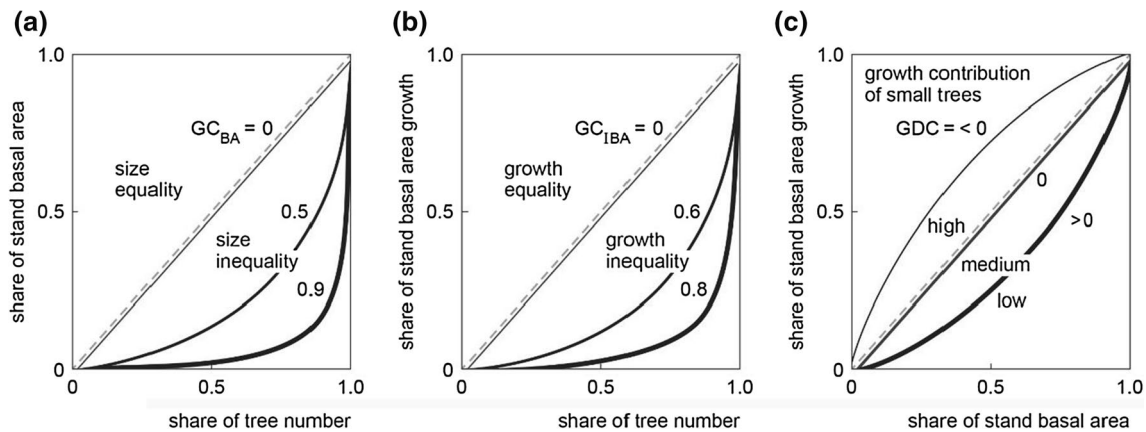 (a)
share of stand basal area
1.0
0.5
0
GC_BA = 0
size
equality
0.5
size
inequality
0.9
0
0.5
1.0
share of tree number
(b)
share of stand basal area growth
1.0
0.5
0
GC_IBA = 0
growth
equality
0.6
growth
inequality
0.8
0
0.5
1.0
share of tree number
(c)
share of stand basal area growth
1.0
0.5
0
growth contribution
of small trees
GDC = < 0
0
high
>0
medium
low
0
0.5
1.0
share of stand basal area